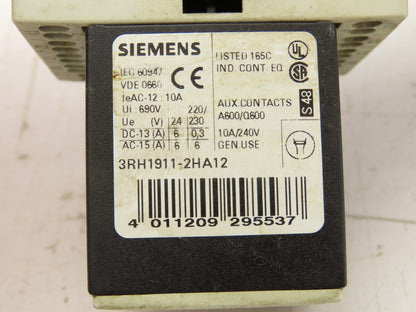 SIEMENS
LISTED 165C
IND. CONT. EQ.
IEC 60947
VDE 0660
IeAC-12 : 10A
Ui : 690V 220/
Ue (V) 24 230
DC-13 (A) 6 0,3
AC-15 (A) 6 6
AUX.CONTACTS
A600/Q600
10A/240V
GEN.USE
S 48
3RH1911-2HA12
4 011209 295537